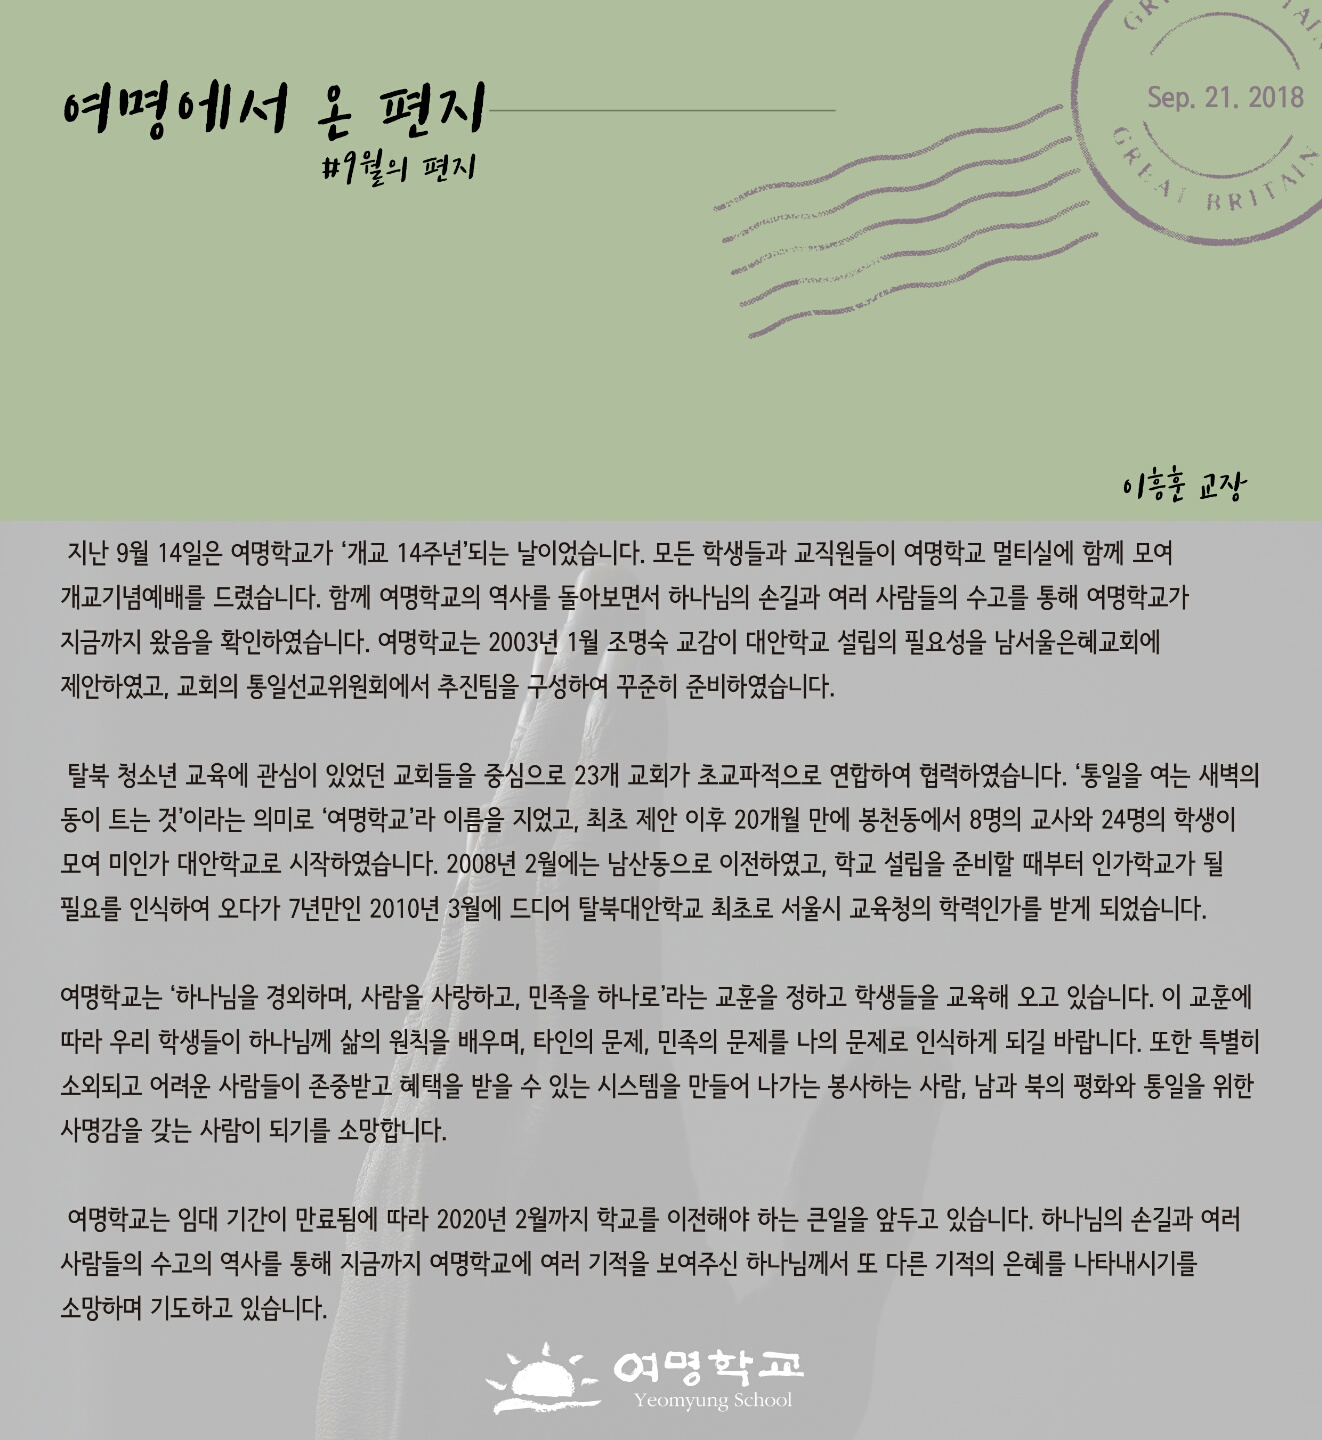 여명에서 온 편지
#9월의 편지
GREAT BRITAIN
Sep. 21. 2018
GREAT BRITAIN
이흥훈 교장
지난 9월 14일은 여명학교가 ‘개교 14주년’되는 날이었습니다. 모든 학생들과 교직원들이 여명학교 멀티실에 함께 모여
개교기념예배를 드렸습니다. 함께 여명학교의 역사를 돌아보면서 하나님의 손길과 여러 사람들의 수고를 통해 여명학교가
지금까지 왔음을 확인하였습니다. 여명학교는 2003년 1월 조명숙 교감이 대안학교 설립의 필요성을 남서울은혜교회에
제안하였고, 교회의 통일선교위원회에서 추진팀을 구성하여 꾸준히 준비하였습니다.
탈북 청소년 교육에 관심이 있었던 교회들을 중심으로 23개 교회가 초교파적으로 연합하여 협력하였습니다. ‘통일을 여는 새벽의
동이 트는 것’이라는 의미로 ‘여명학교’라 이름을 지었고, 최초 제안 이후 20개월 만에 봉천동에서 8명의 교사와 24명의 학생이
모여 미인가 대안학교로 시작하였습니다. 2008년 2월에는 남산동으로 이전하였고, 학교 설립을 준비할 때부터 인가학교가 될
필요를 인식하여 오다가 7년만인 2010년 3월에 드디어 탈북대안학교 최초로 서울시 교육청의 학력인가를 받게 되었습니다.
여명학교는 ‘하나님을 경외하며, 사람을 사랑하고, 민족을 하나로’라는 교훈을 정하고 학생들을 교육해 오고 있습니다. 이 교훈에
따라 우리 학생들이 하나님께 삶의 원칙을 배우며, 타인의 문제, 민족의 문제를 나의 문제로 인식하게 되길 바랍니다. 또한 특별히
소외되고 어려운 사람들이 존중받고 혜택을 받을 수 있는 시스템을 만들어 나가는 봉사하는 사람, 남과 북의 평화와 통일을 위한
사명감을 갖는 사람이 되기를 소망합니다.
여명학교는 임대 기간이 만료됨에 따라 2020년 2월까지 학교를 이전해야 하는 큰일을 앞두고 있습니다. 하나님의 손길과 여러
사람들의 수고의 역사를 통해 지금까지 여명학교에 여러 기적을 보여주신 하나님께서 또 다른 기적의 은혜를 나타내시기를
소망하며 기도하고 있습니다.
여명학교
Yeomyung School